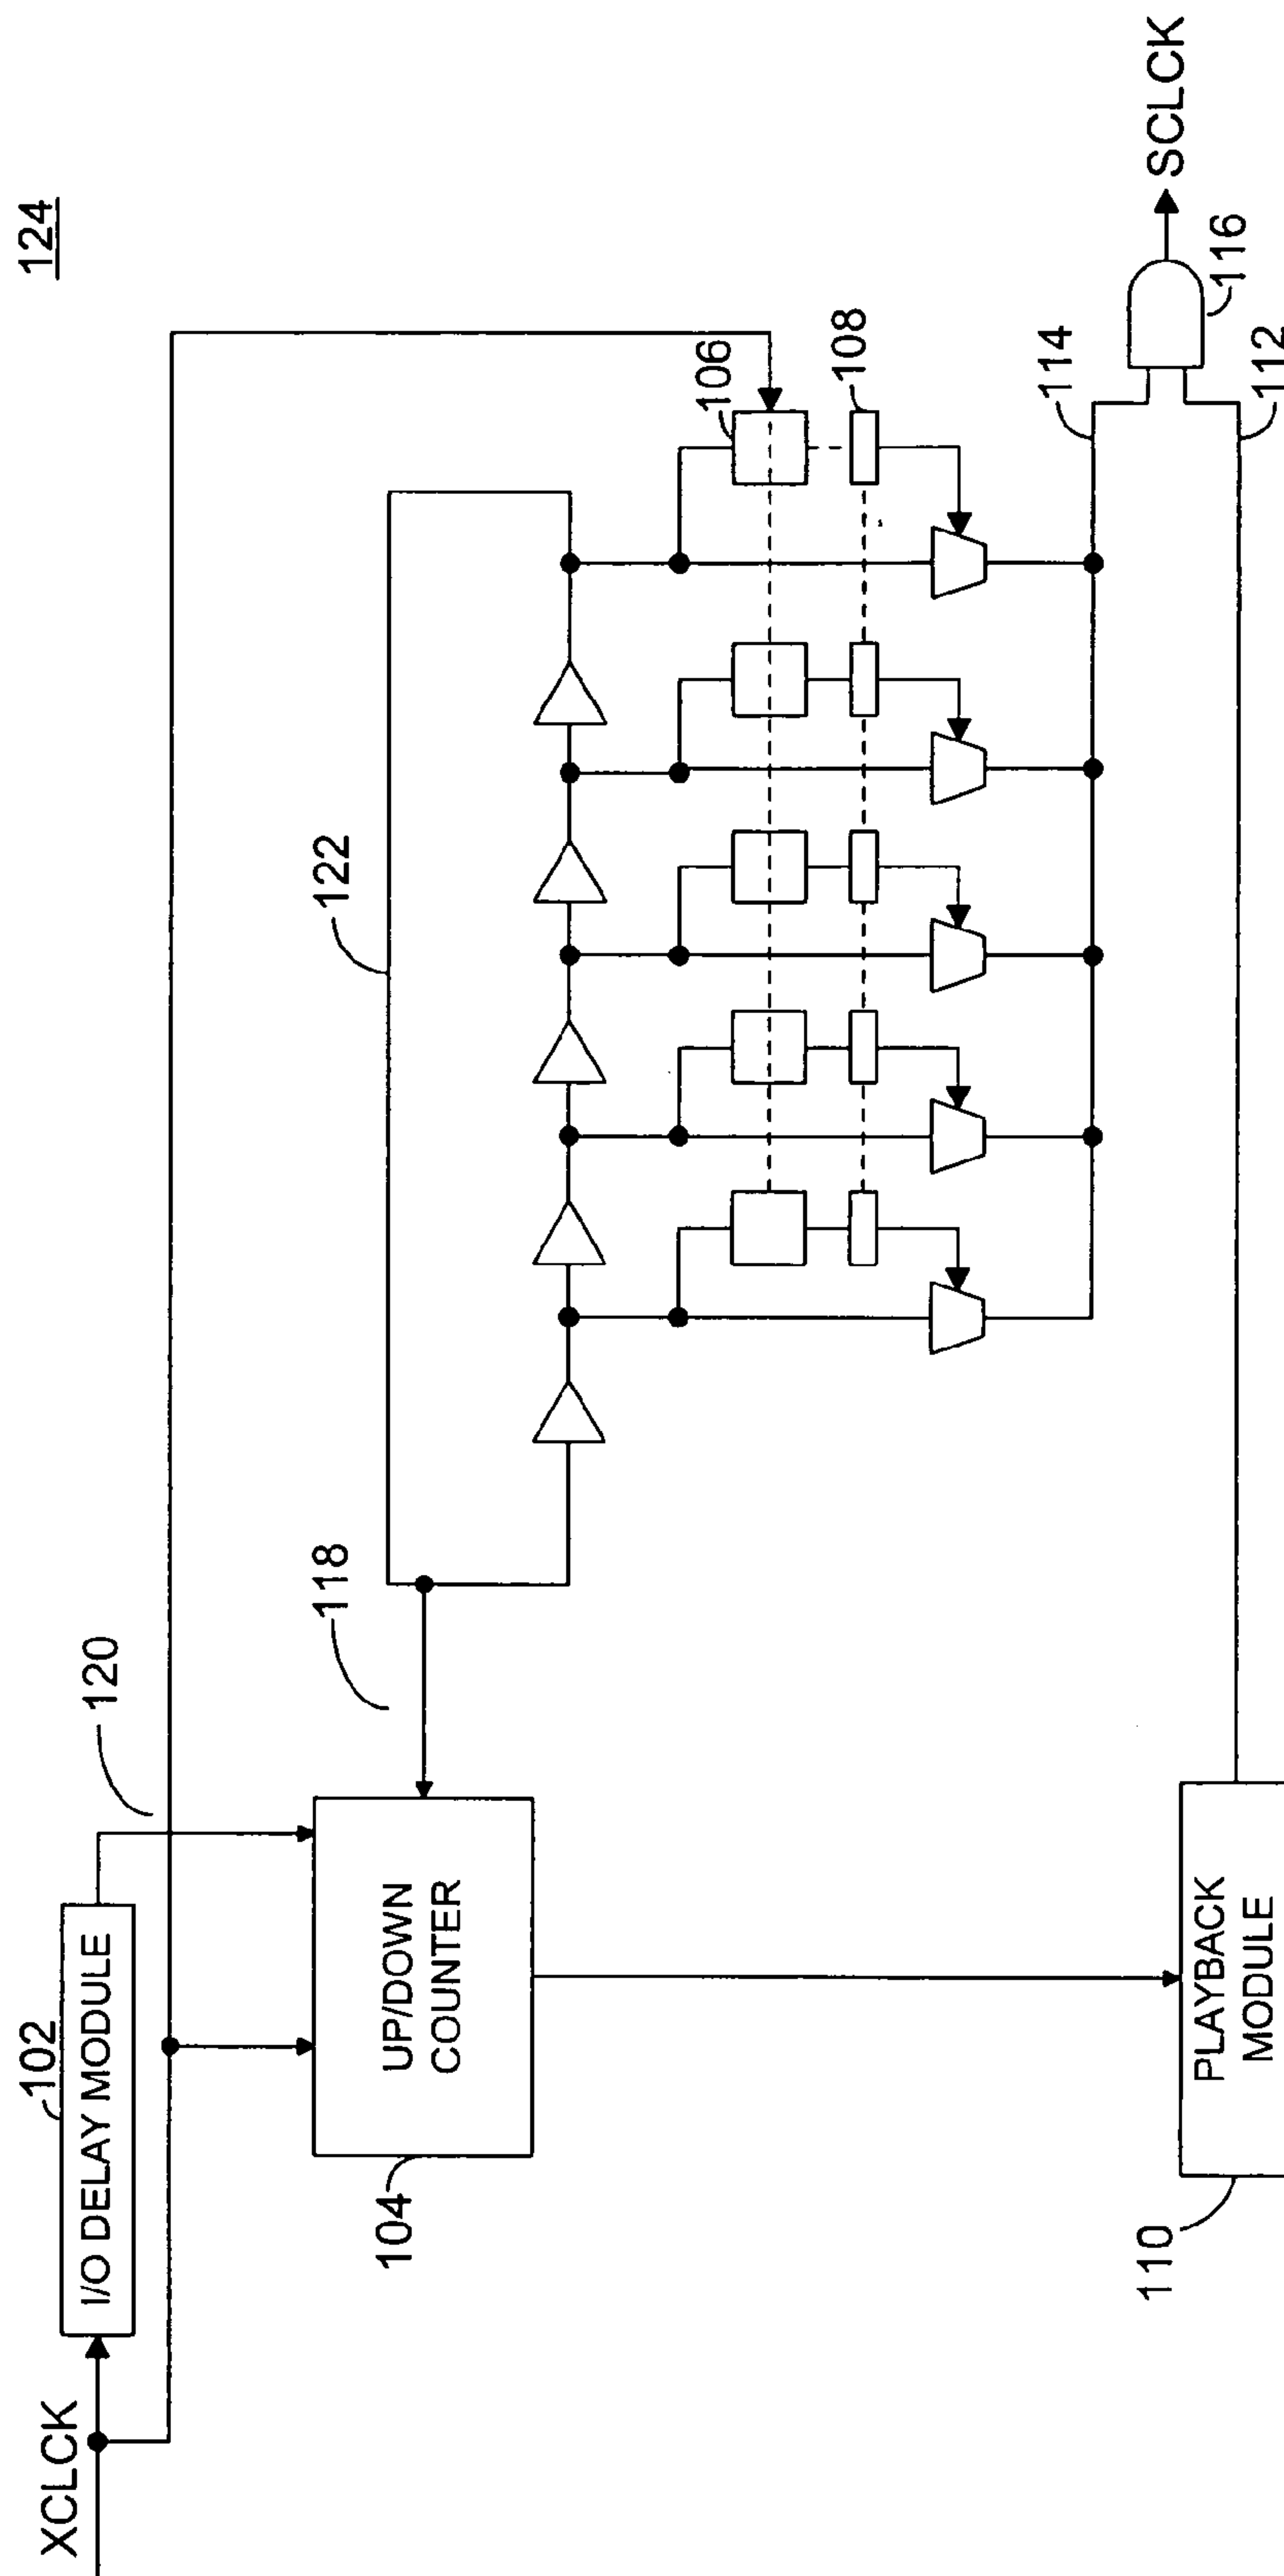 124
XCLCK
102
I/O DELAY MODULE
120
104
UP/DOWN
COUNTER
118
122
106
108
110
PLAYBACK
MODULE
114
112
116
SCLCK